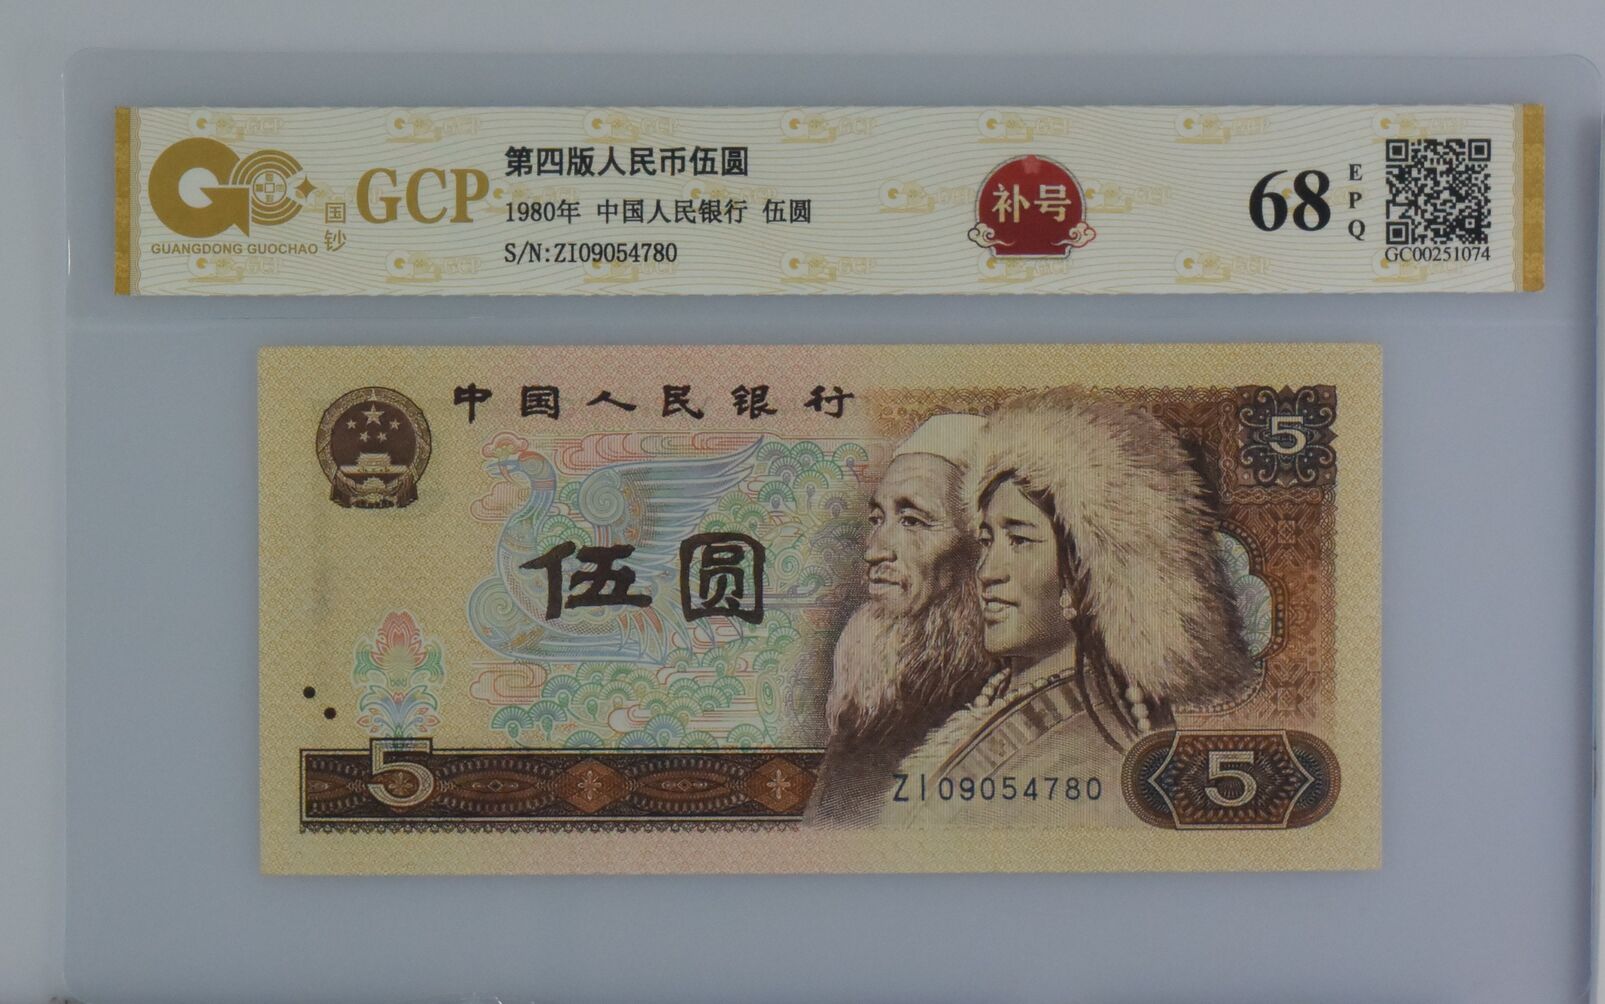 GUANGDONG GUOCHAO
国钞
GCP
第四版人民币伍圆
1980年 中国人民银行 伍圆
S/N:ZI09054780
补号
68
EPQ
GC00251074
中国人民银行
5
伍圆
5
ZI09054780
5